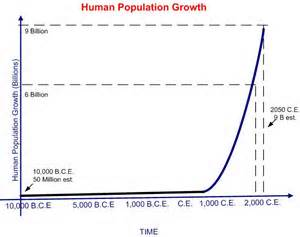 Human Population Growth
9 Billion
6 Billion
Human Population Growth (Billions)
2050 C.E.
9 B est.
10,000 B.C.E.
50 Million est.
10,000 B.C.E
5,000 B.C.E
1,000 B.C.E
C.E.
1,000 C.E.
2,000 C.E.
TIME